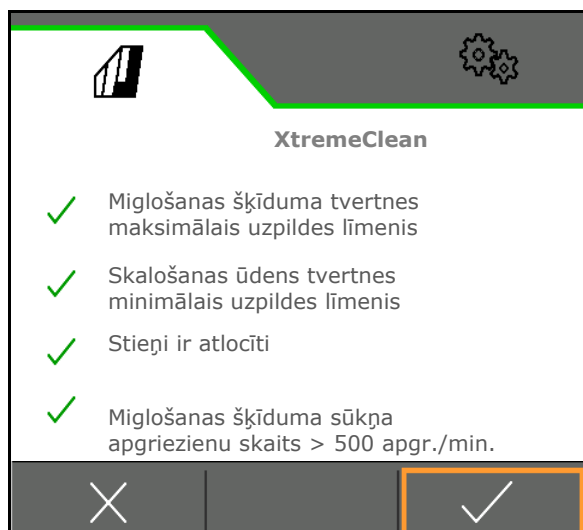 XtremeClean
Miglošanas šķīduma tvertnes
maksimālais uzpildes līmenis
Skalošanas ūdens tvertnes
minimālais uzpildes līmenis
Stieņi ir atlocīti
Miglošanas šķīduma sūkņa
apgriezienu skaits > 500 apgr./min.